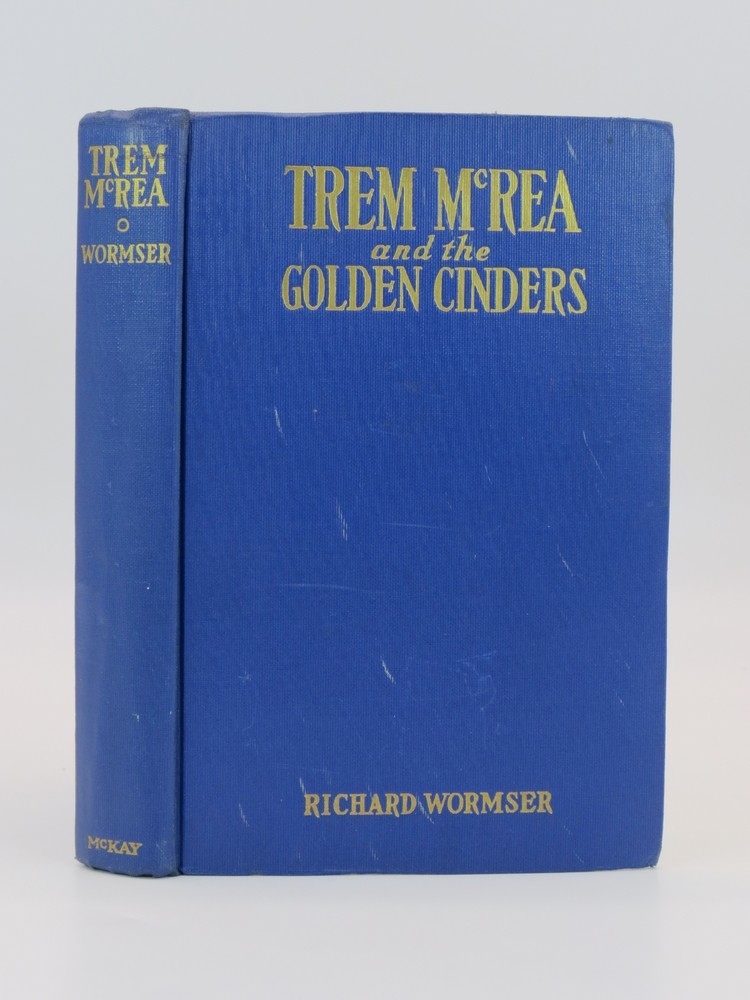 TREM
McREA
WORMSER
McKAY
TREM McREA
and the
GOLDEN CINDERS
RICHARD WORMSER